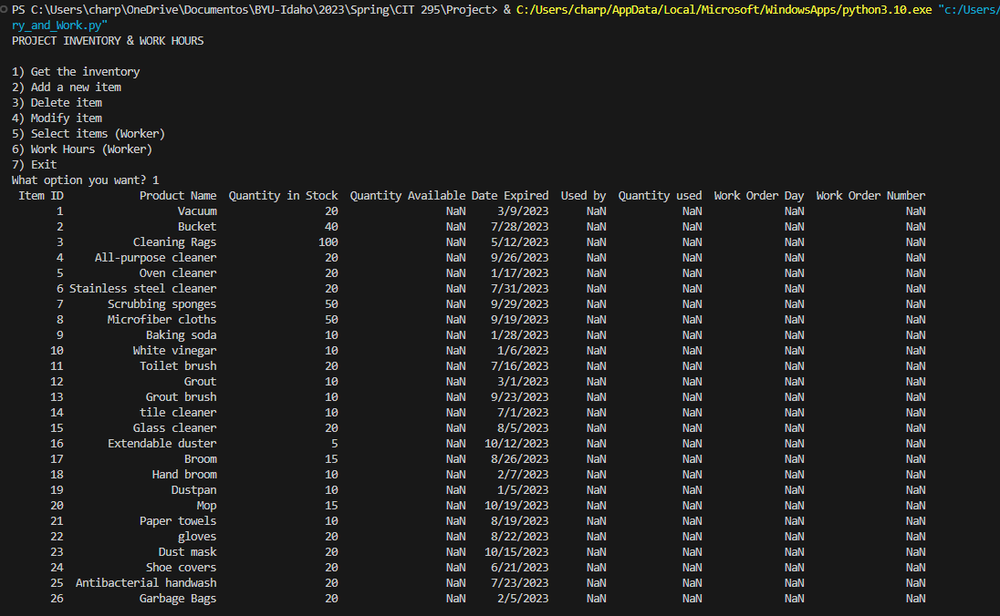 PS C:\Users\charp\OneDrive\Documentos\BYU-Idaho\2023\Spring\CIT 295\Project> & C:/Users/charp/AppData/Local/Microsoft/WindowsApps/python3.10.exe "c:/Users/
ry_and_Work.py"
PROJECT INVENTORY & WORK HOURS
1) Get the inventory
2) Add a new item
3) Delete item
4) Modify item
5) Select items (Worker)
6) Work Hours (Worker)
7) Exit
What option you want? 1
Item ID Product Name Quantity in Stock Quantity Available Date Expired Used by Quantity used Work Order Day Work Order Number
1 Vacuum 20 NaN 3/9/2023 NaN NaN NaN NaN
2 Bucket 40 NaN 7/28/2023 NaN NaN NaN NaN
3 Cleaning Rags 100 NaN 5/12/2023 NaN NaN NaN NaN
4 All-purpose cleaner 20 NaN 9/26/2023 NaN NaN NaN NaN
5 Oven cleaner 20 NaN 1/17/2023 NaN NaN NaN NaN
6 Stainless steel cleaner 20 NaN 7/31/2023 NaN NaN NaN NaN
7 Scrubbing sponges 50 NaN 9/29/2023 NaN NaN NaN NaN
8 Microfiber cloths 50 NaN 9/19/2023 NaN NaN NaN NaN
9 Baking soda 10 NaN 1/28/2023 NaN NaN NaN NaN
10 White vinegar 10 NaN 1/6/2023 NaN NaN NaN NaN
11 Toilet brush 20 NaN 7/16/2023 NaN NaN NaN NaN
12 Grout 10 NaN 3/1/2023 NaN NaN NaN NaN
13 Grout brush 10 NaN 9/23/2023 NaN NaN NaN NaN
14 tile cleaner 10 NaN 7/1/2023 NaN NaN NaN NaN
15 Glass cleaner 20 NaN 8/5/2023 NaN NaN NaN NaN
16 Extendable duster 5 NaN 10/12/2023 NaN NaN NaN NaN
17 Broom 15 NaN 8/26/2023 NaN NaN NaN NaN
18 Hand broom 10 NaN 2/7/2023 NaN NaN NaN NaN
19 Dustpan 10 NaN 1/5/2023 NaN NaN NaN NaN
20 Mop 15 NaN 10/19/2023 NaN NaN NaN NaN
21 Paper towels 10 NaN 8/19/2023 NaN NaN NaN NaN
22 gloves 20 NaN 8/22/2023 NaN NaN NaN NaN
23 Dust mask 20 NaN 10/15/2023 NaN NaN NaN NaN
24 Shoe covers 20 NaN 6/21/2023 NaN NaN NaN NaN
25 Antibacterial handwash 20 NaN 7/23/2023 NaN NaN NaN NaN
26 Garbage Bags 20 NaN 2/5/2023 NaN NaN NaN NaN